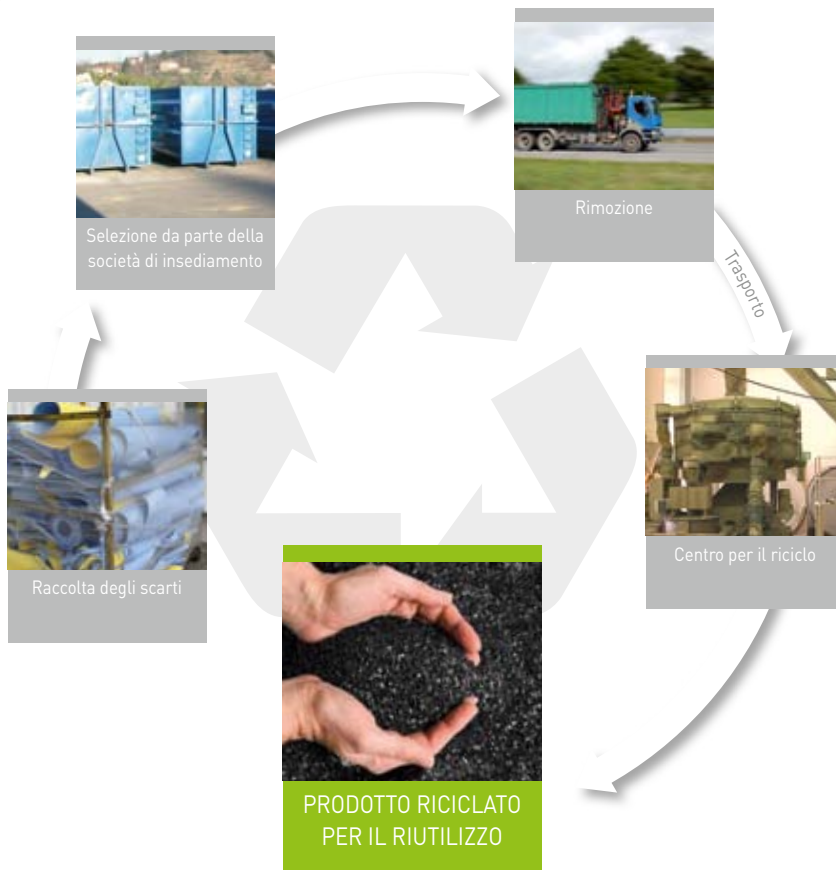 Selezione da parte della
società di insediamento
Rimozione
Trasporto
Raccolta degli scarti
Centro per il riciclo
PRODOTTO RICICLATO
PER IL RIUTILIZZO